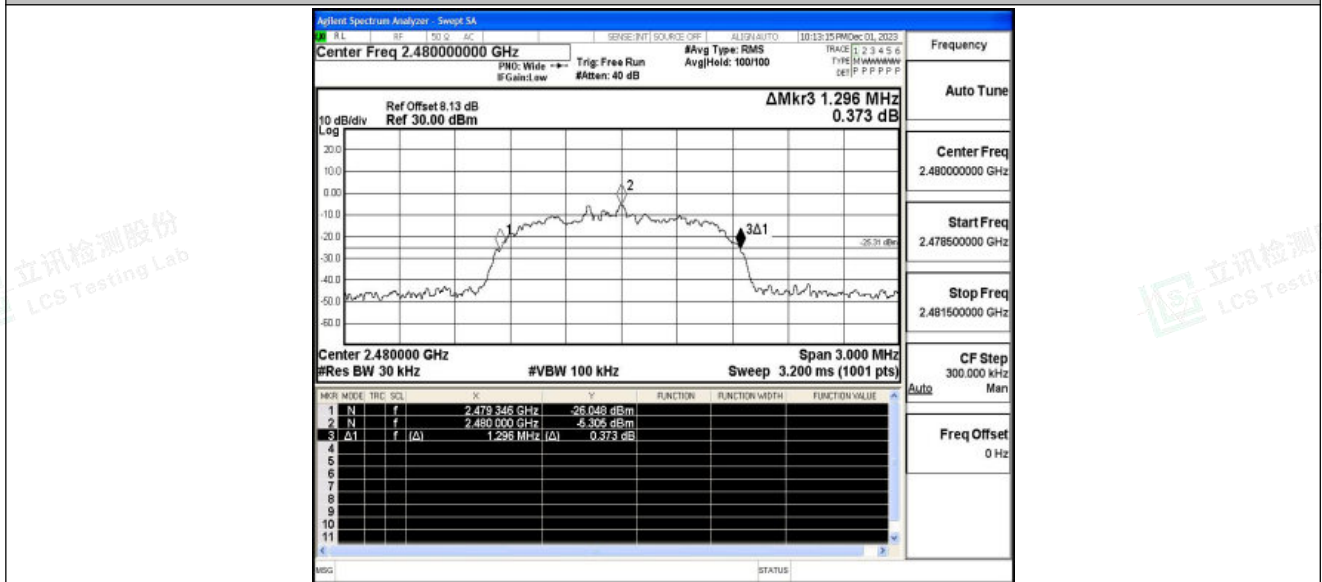 Agilent Spectrum Analyzer - Swept SA
RL RF 50 Ω AC SENSE:INT SOURCE OFF ALIGNAUTO 10:13:15 PMDec 01, 2023
Center Freq 2.480000000 GHz
PNO: Wide
IFGain:Low
Trig: Free Run
#Atten: 40 dB
#Avg Type: RMS
Avg|Hold: 100/100
TRACE 1 2 3 4 5 6
TYPE M WWWWW
DET P P P P P P
Ref Offset 8.13 dB
10 dB/div Ref 30.00 dBm
Log
ΔMkr3 1.296 MHz
0.373 dB
20.0
10.0
0.00
-10.0
-20.0
-30.0
-40.0
-50.0
-60.0
1
2
3Δ1
-25.31 dBm
Center 2.480000 GHz Span 3.000 MHz
#Res BW 30 kHz #VBW 100 kHz Sweep 3.200 ms (1001 pts)
MKR MODE TRC SCL X Y FUNCTION FUNCTION WIDTH FUNCTION VALUE
1 N f 2.479 346 GHz -26.048 dBm
2 N f 2.480 000 GHz -5.305 dBm
3 Δ1 f (Δ) 1.296 MHz (Δ) 0.373 dB
4
5
6
7
8
9
10
11
MSG STATUS
Frequency
Auto Tune
Center Freq
2.480000000 GHz
Start Freq
2.478500000 GHz
Stop Freq
2.481500000 GHz
CF Step
300.000 kHz
Auto Man
Freq Offset
0 Hz
立讯检测股份
LCS Testing Lab
立讯检测
LCS Testi